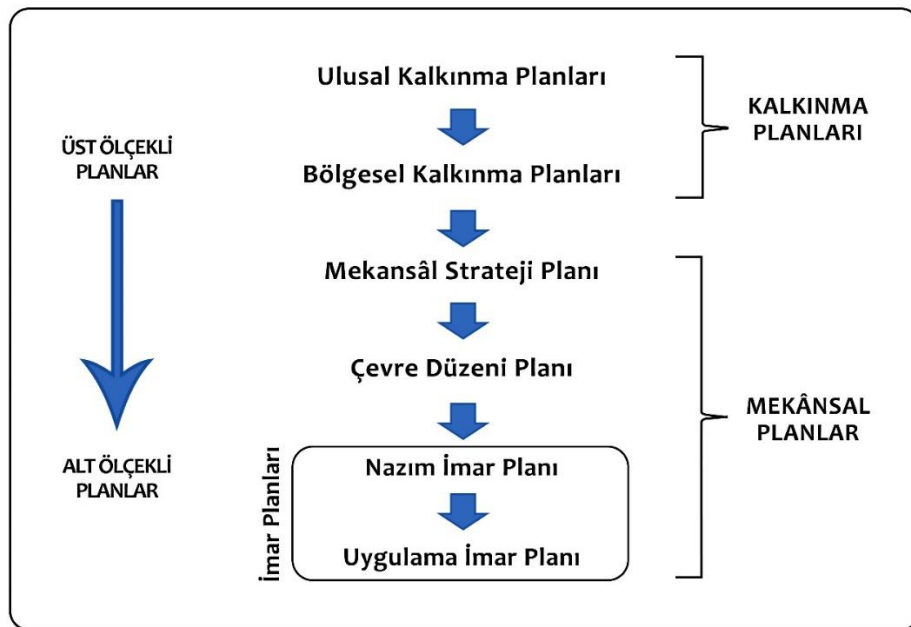 Ulusal Kalkınma Planları
KALKINMA
PLANLARI
ÜST ÖLÇEKLİ
PLANLAR
Bölgesel Kalkınma Planları
Mekansâl Strateji Planı
Çevre Düzeni Planı
MEKÂNSAL
PLANLAR
ALT ÖLÇEKLİ
PLANLAR
İmar Planları
Nazım İmar Planı
Uygulama İmar Planı